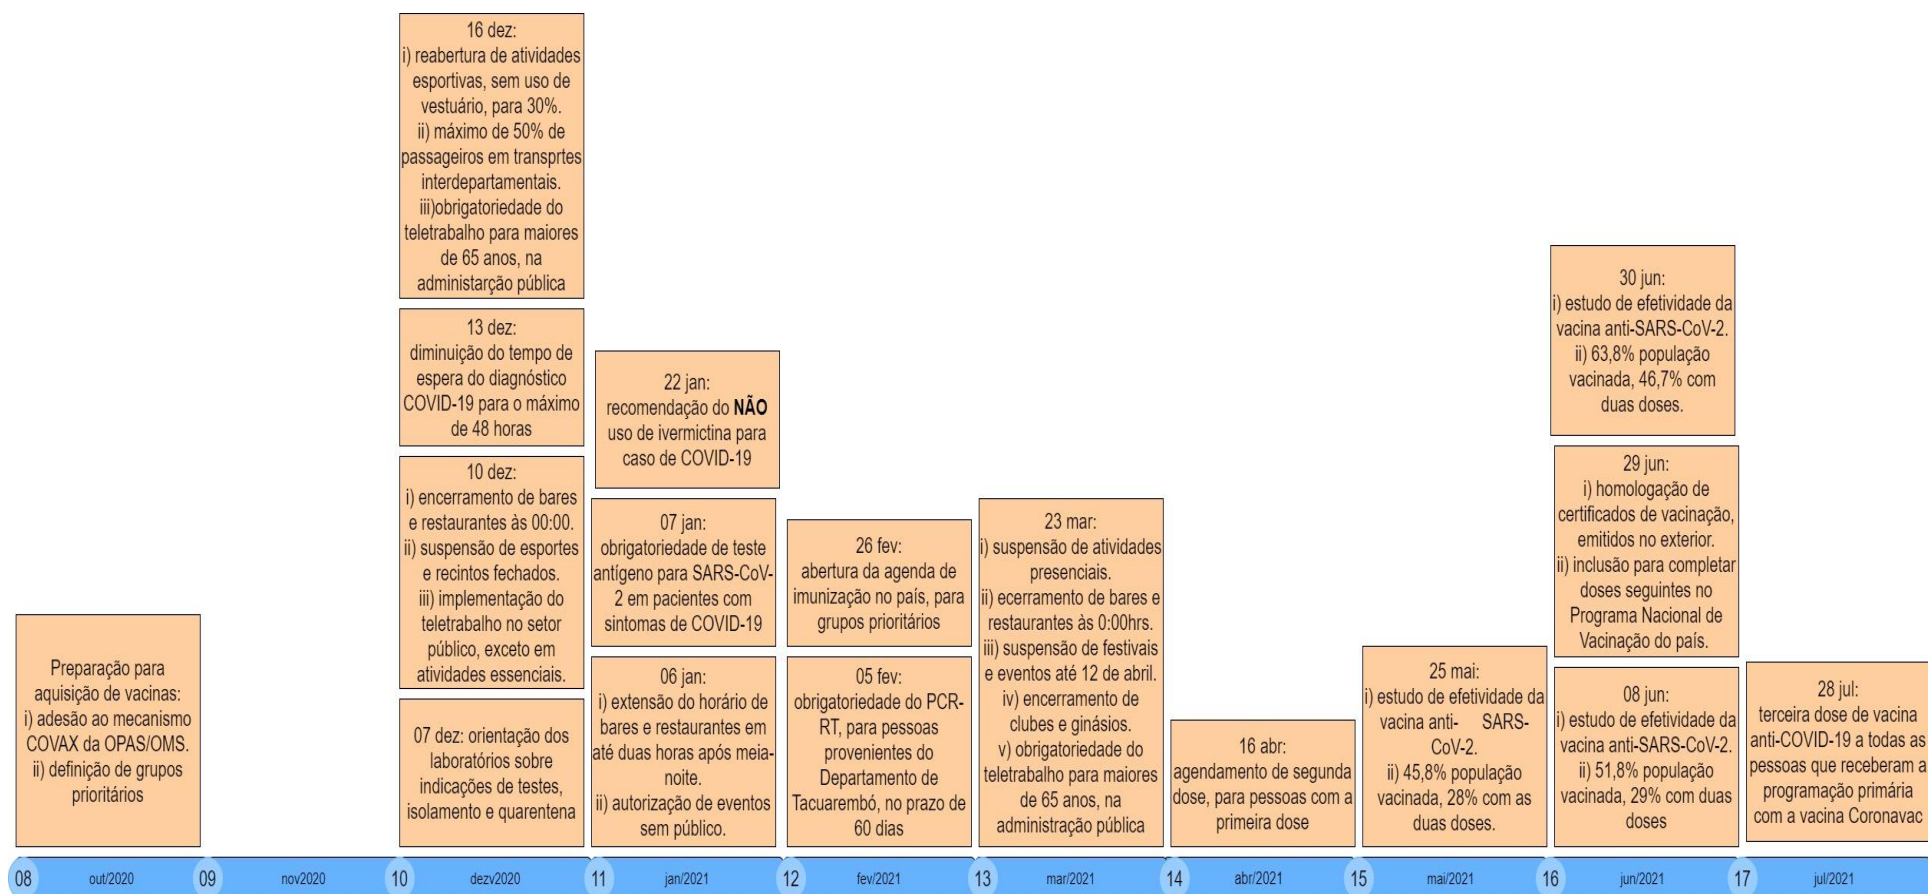 Preparação para
aquisição de vacinas:
i) adesão ao mecanismo
COVAX da OPAS/OMS.
ii) definição de grupos
prioritários
16 dez:
i) reabertura de atividades
esportivas, sem uso de
vestuário, para 30%.
ii) máximo de 50% de
passageiros em transprtes
interdepartamentais.
iii)obrigatoriedade do
teletrabalho para maiores
de 65 anos, na
administarção pública
13 dez:
diminuição do tempo de
espera do diagnóstico
COVID-19 para o máximo
de 48 horas
10 dez:
i) encerramento de bares
e restaurantes às 00:00.
ii) suspensão de esportes
e recintos fechados.
iii) implementação do
teletrabalho no setor
público, exceto em
atividades essenciais.
07 dez: orientação dos
laboratórios sobre
indicações de testes,
isolamento e quarentena
22 jan:
recomendação do NÃO
uso de ivermictina para
caso de COVID-19
07 jan:
obrigatoriedade de teste
antígeno para SARS-CoV-
2 em pacientes com
sintomas de COVID-19
06 jan:
i) extensão do horário de
bares e restaurantes em
até duas horas após meia-
noite.
ii) autorização de eventos
sem público.
26 fev:
abertura da agenda de
imunização no país, para
grupos prioritários
05 fev:
obrigatoriedade do PCR-
RT, para pessoas
provenientes do
Departamento de
Tacuarembó, no prazo de
60 dias
23 mar:
i) suspensão de atividades
presenciais.
ii) ecerramento de bares e
restaurantes às 0:00hrs.
iii) suspensão de festivais
e eventos até 12 de abril.
iv) encerramento de
clubes e ginásios.
v) obrigatoriedade do
teletrabalho para maiores
de 65 anos, na
administração pública
16 abr:
agendamento de segunda
dose, para pessoas com a
primeira dose
25 mai:
i) estudo de efetividade da
vacina anti- SARS-
CoV-2.
ii) 45,8% população
vacinada, 28% com as
duas doses.
30 jun:
i) estudo de efetividade da
vacina anti-SARS-CoV-2.
ii) 63,8% população
vacinada, 46,7% com
duas doses.
29 jun:
i) homologação de
certificados de vacinação,
emitidos no exterior.
ii) inclusão para completar
doses seguintes no
Programa Nacional de
Vacinação do país.
08 jun:
i) estudo de efetividade da
vacina anti-SARS-CoV-2.
ii) 51,8% população
vacinada, 29% com duas
doses
28 jul:
terceira dose de vacina
anti-COVID-19 a todas as
pessoas que receberam a
programação primária
com a vacina Coronavac
08 out/2020 09 nov2020 10 dezv2020 11 jan/2021 12 fev/2021 13 mar/2021 14 abr/2021 15 mai/2021 16 jun/2021 17 jul/2021